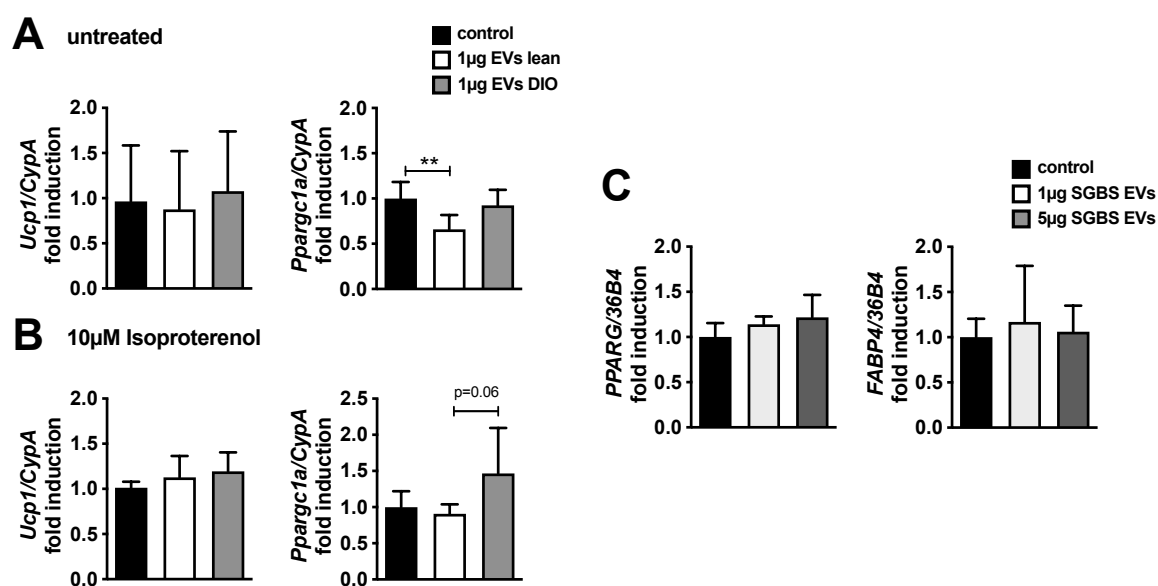 A untreated
control
1µg EVs lean
1µg EVs DIO
Ucp1/CypA
fold induction
2.0
1.5
1.0
0.5
0.0
Ppargc1a/CypA
fold induction
2.0
1.5
1.0
0.5
0.0
**
B 10µM Isoproterenol
Ucp1/CypA
fold induction
2.0
1.5
1.0
0.5
0.0
Ppargc1a/CypA
fold induction
2.5
2.0
1.5
1.0
0.5
0.0
p=0.06
C
control
1µg SGBS EVs
5µg SGBS EVs
PPARG/36B4
fold induction
2.0
1.5
1.0
0.5
0.0
FABP4/36B4
fold induction
2.0
1.5
1.0
0.5
0.0